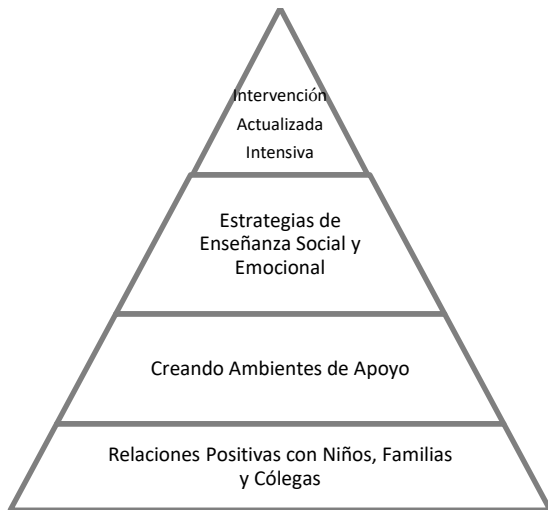 Intervención
Actualizada
Intensiva
Estrategias de
Enseñanza Social y
Emocional
Creando Ambientes de Apoyo
Relaciones Positivas con Niños, Familias
y Cólegas